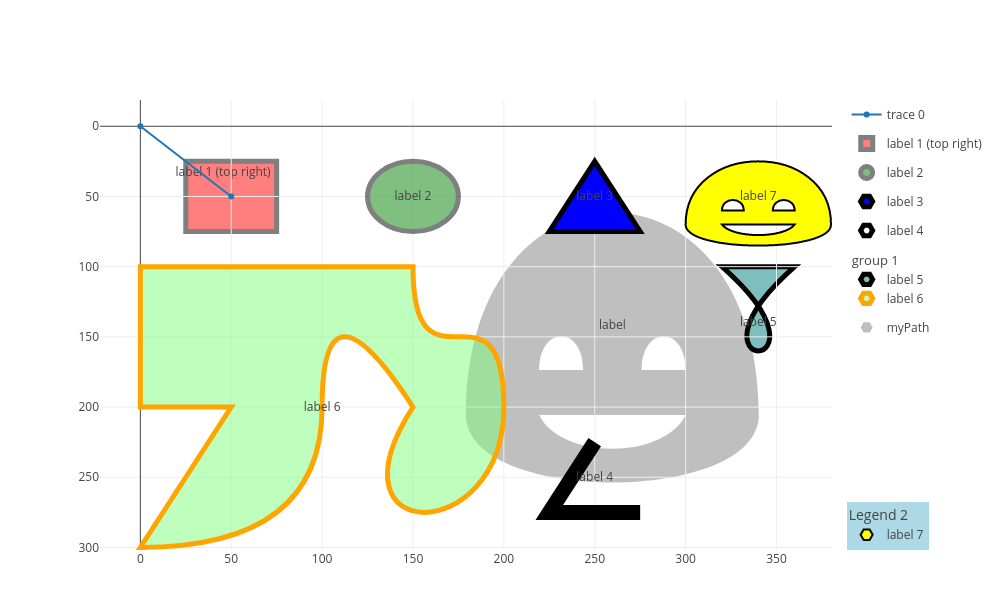 trace 0
label 1 (top right)
label 2
label 3
label 4
group 1
label 5
label 6
myPath
Legend 2
label 7
0
50
100
150
200
250
300
0
50
100
150
200
250
300
350
label 1 (top right)
label 2
label 3
label 7
label
label 5
label 6
label 4